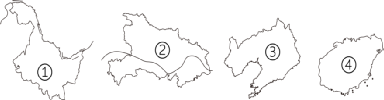 ① ② ③ ④